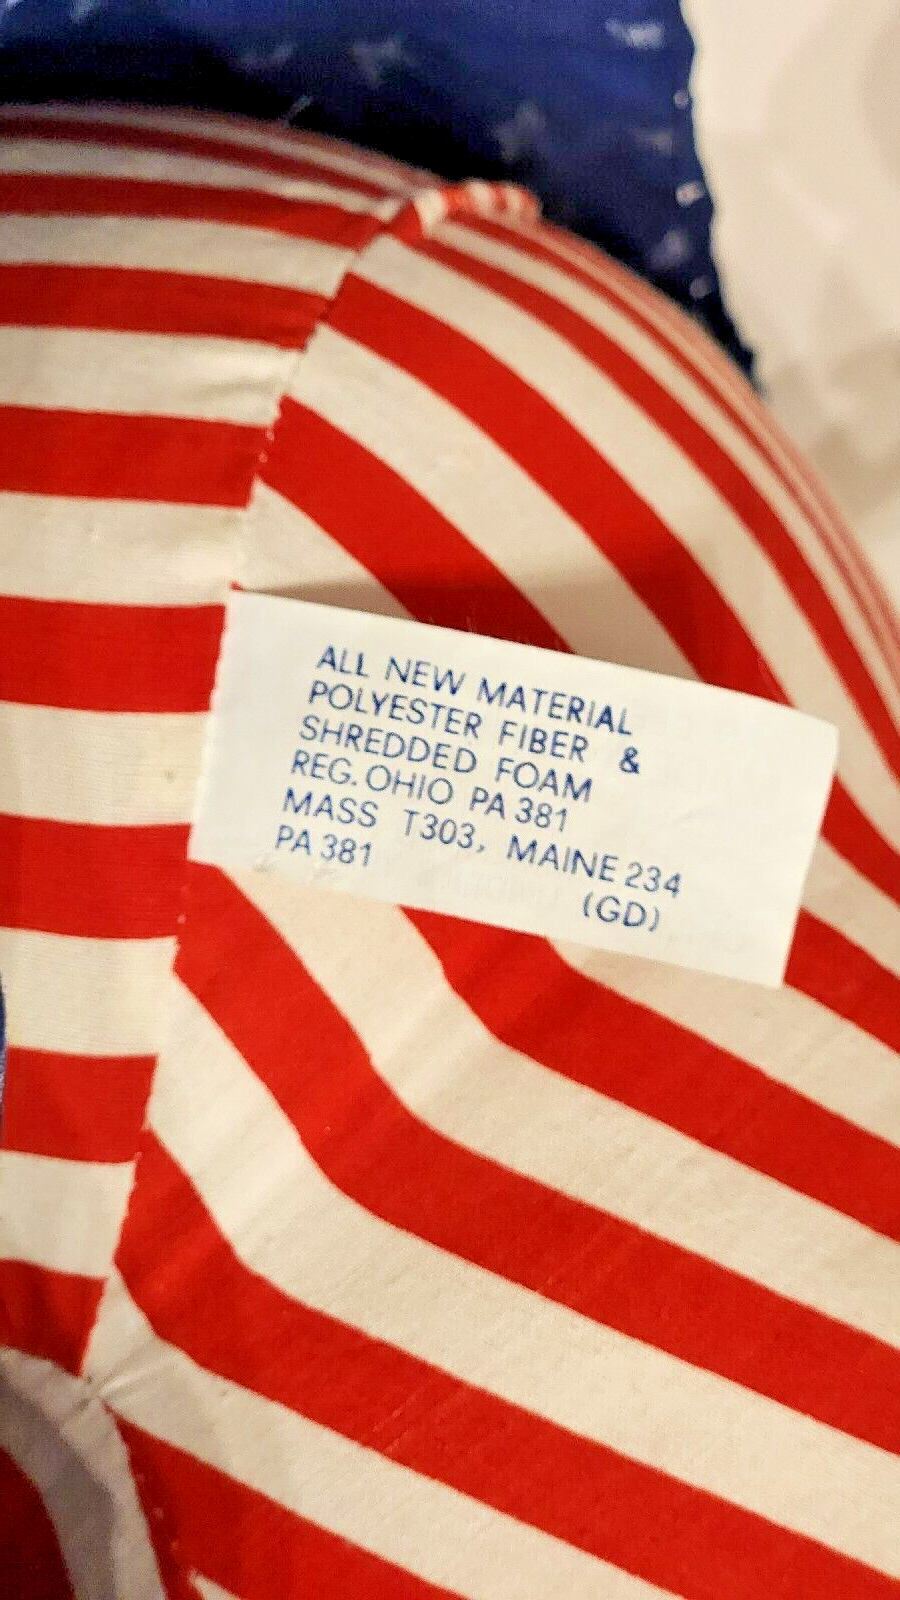 ALL NEW MATERIAL
POLYESTER FIBER &
SHREDDED FOAM
REG. OHIO PA 381
MASS T303, MAINE 234
PA 381
(GD)